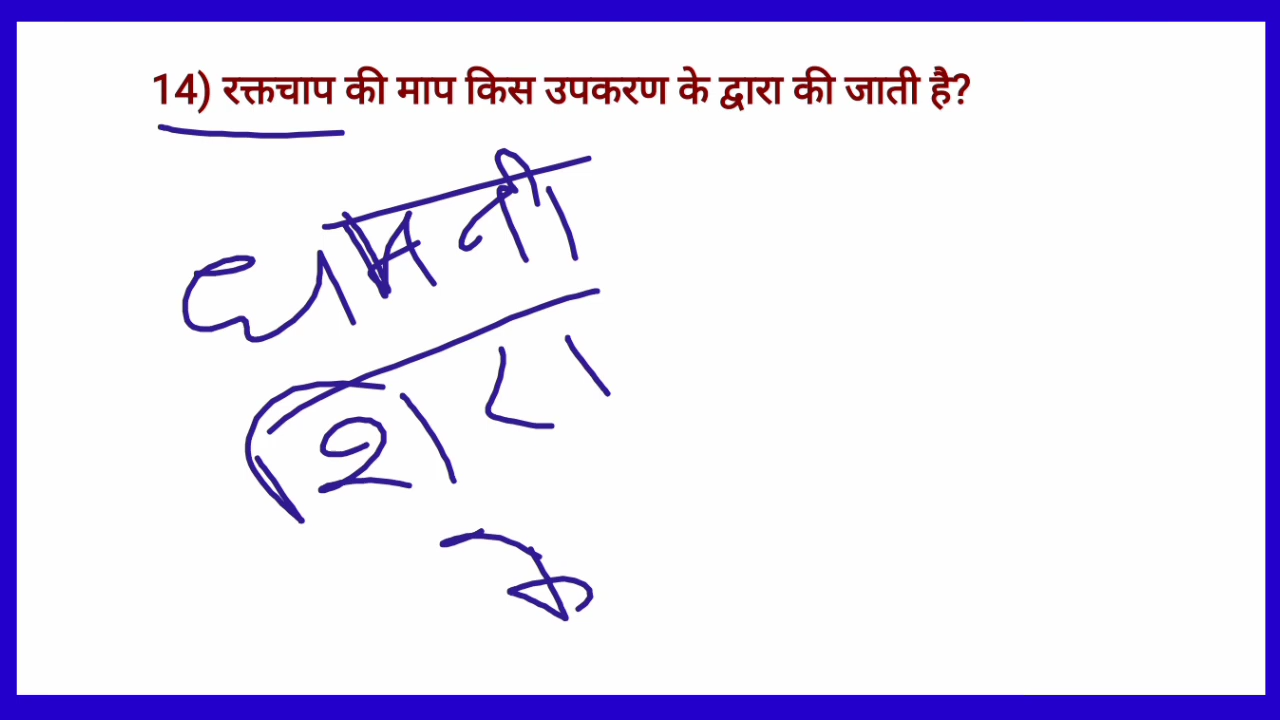 14) रक्तचाप की माप किस उपकरण के द्वारा की जाती है?
धमनी
शिरा